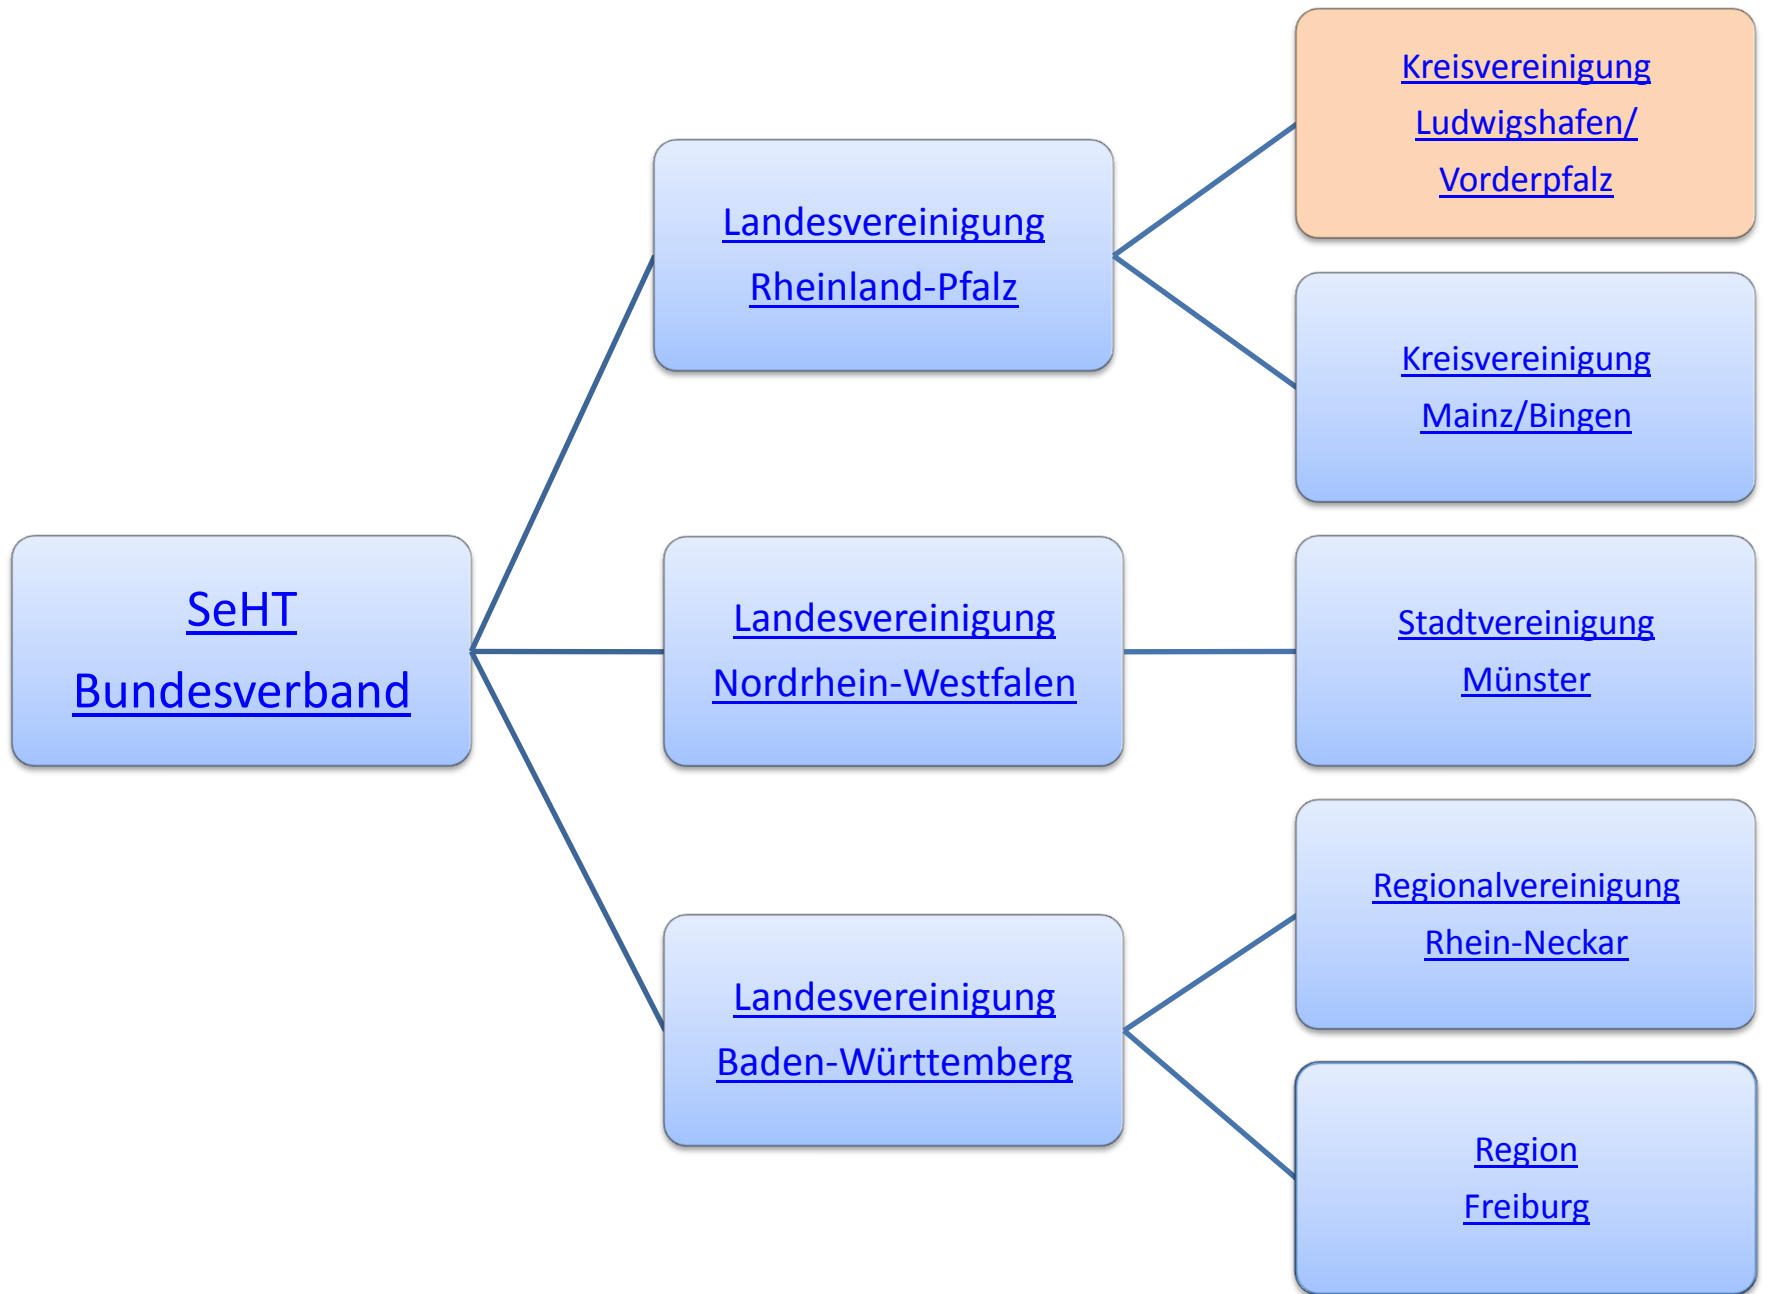 SeHT
Bundesverband
Landesvereinigung
Rheinland-Pfalz
Kreisvereinigung
Ludwigshafen/
Vorderpfalz
Kreisvereinigung
Mainz/Bingen
Landesvereinigung
Nordrhein-Westfalen
Stadtvereinigung
Münster
Landesvereinigung
Baden-Württemberg
Regionalvereinigung
Rhein-Neckar
Region
Freiburg